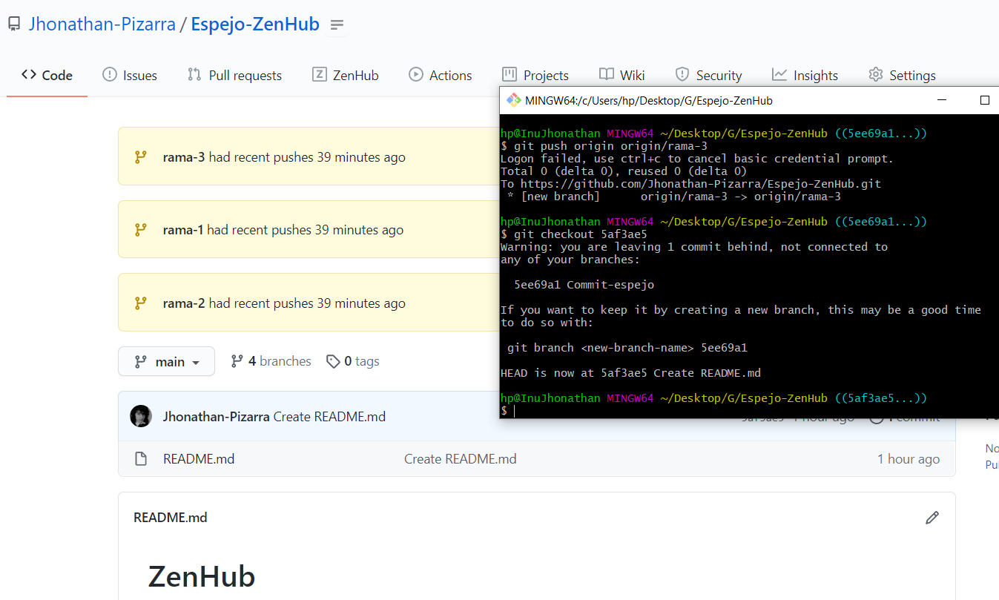 Jhonathan-Pizarra / Espejo-ZenHub
Code Issues Pull requests ZenHub Actions Projects Wiki Security Insights Settings
rama-3 had recent pushes 39 minutes ago
rama-1 had recent pushes 39 minutes ago
rama-2 had recent pushes 39 minutes ago
main 4 branches 0 tags
Jhonathan-Pizarra Create README.md
README.md Create README.md 1 hour ago
No
Pu
README.md
ZenHub
MINGW64:/c/Users/hp/Desktop/G/Espejo-ZenHub
hp@InuJhonathan MINGW64 ~/Desktop/G/Espejo-ZenHub ((5ee69a1...))
$ git push origin origin/rama-3
Logon failed, use ctrl+c to cancel basic credential prompt.
Total 0 (delta 0), reused 0 (delta 0)
To https://github.com/Jhonathan-Pizarra/Espejo-ZenHub.git
* [new branch] origin/rama-3 -> origin/rama-3
hp@InuJhonathan MINGW64 ~/Desktop/G/Espejo-ZenHub ((5ee69a1...))
$ git checkout 5af3ae5
Warning: you are leaving 1 commit behind, not connected to
any of your branches:
5ee69a1 Commit-espejo
If you want to keep it by creating a new branch, this may be a good time
to do so with:
git branch <new-branch-name> 5ee69a1
HEAD is now at 5af3ae5 Create README.md
hp@InuJhonathan MINGW64 ~/Desktop/G/Espejo-ZenHub ((5af3ae5...))
$